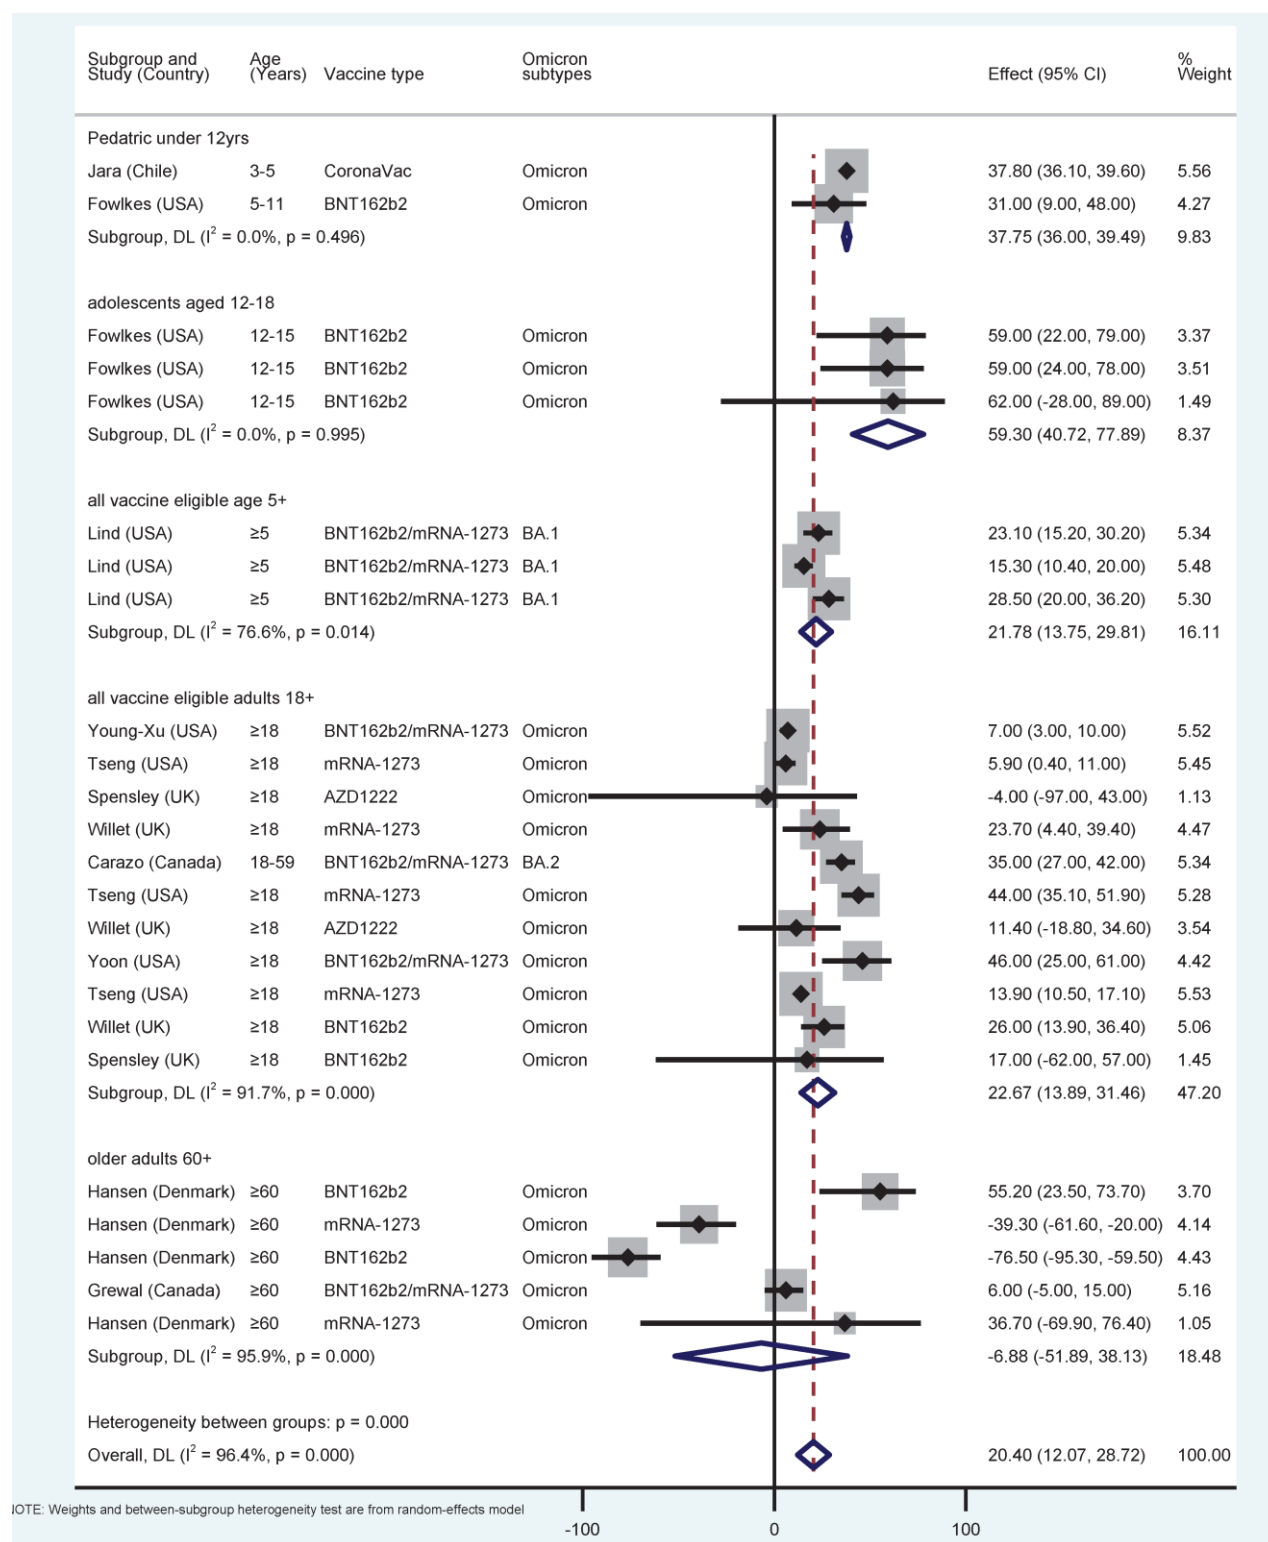 Subgroup and Study (Country) Age (Years) Vaccine type Omicron subtypes Effect (95% CI) % Weight
Pedatric under 12yrs
Jara (Chile) 3-5 CoronaVac Omicron 37.80 (36.10, 39.60) 5.56
Fowlkes (USA) 5-11 BNT162b2 Omicron 31.00 (9.00, 48.00) 4.27
Subgroup, DL (I² = 0.0%, p = 0.496) 37.75 (36.00, 39.49) 9.83
adolescents aged 12-18
Fowlkes (USA) 12-15 BNT162b2 Omicron 59.00 (22.00, 79.00) 3.37
Fowlkes (USA) 12-15 BNT162b2 Omicron 59.00 (24.00, 78.00) 3.51
Fowlkes (USA) 12-15 BNT162b2 Omicron 62.00 (-28.00, 89.00) 1.49
Subgroup, DL (I² = 0.0%, p = 0.995) 59.30 (40.72, 77.89) 8.37
all vaccine eligible age 5+
Lind (USA) ≥5 BNT162b2/mRNA-1273 BA.1 23.10 (15.20, 30.20) 5.34
Lind (USA) ≥5 BNT162b2/mRNA-1273 BA.1 15.30 (10.40, 20.00) 5.48
Lind (USA) ≥5 BNT162b2/mRNA-1273 BA.1 28.50 (20.00, 36.20) 5.30
Subgroup, DL (I² = 76.6%, p = 0.014) 21.78 (13.75, 29.81) 16.11
all vaccine eligible adults 18+
Young-Xu (USA) ≥18 BNT162b2/mRNA-1273 Omicron 7.00 (3.00, 10.00) 5.52
Tseng (USA) ≥18 mRNA-1273 Omicron 5.90 (0.40, 11.00) 5.45
Spensley (UK) ≥18 AZD1222 Omicron -4.00 (-97.00, 43.00) 1.13
Willet (UK) ≥18 mRNA-1273 Omicron 23.70 (4.40, 39.40) 4.47
Carazo (Canada) 18-59 BNT162b2/mRNA-1273 BA.2 35.00 (27.00, 42.00) 5.34
Tseng (USA) ≥18 mRNA-1273 Omicron 44.00 (35.10, 51.90) 5.28
Willet (UK) ≥18 AZD1222 Omicron 11.40 (-18.80, 34.60) 3.54
Yoon (USA) ≥18 BNT162b2/mRNA-1273 Omicron 46.00 (25.00, 61.00) 4.42
Tseng (USA) ≥18 mRNA-1273 Omicron 13.90 (10.50, 17.10) 5.53
Willet (UK) ≥18 BNT162b2 Omicron 26.00 (13.90, 36.40) 5.06
Spensley (UK) ≥18 BNT162b2 Omicron 17.00 (-62.00, 57.00) 1.45
Subgroup, DL (I² = 91.7%, p = 0.000) 22.67 (13.89, 31.46) 47.20
older adults 60+
Hansen (Denmark) ≥60 BNT162b2 Omicron 55.20 (23.50, 73.70) 3.70
Hansen (Denmark) ≥60 mRNA-1273 Omicron -39.30 (-61.60, -20.00) 4.14
Hansen (Denmark) ≥60 BNT162b2 Omicron -76.50 (-95.30, -59.50) 4.43
Grewal (Canada) ≥60 BNT162b2/mRNA-1273 Omicron 6.00 (-5.00, 15.00) 5.16
Hansen (Denmark) ≥60 mRNA-1273 Omicron 36.70 (-69.90, 76.40) 1.05
Subgroup, DL (I² = 95.9%, p = 0.000) -6.88 (-51.89, 38.13) 18.48
Heterogeneity between groups: p = 0.000
Overall, DL (I² = 96.4%, p = 0.000) 20.40 (12.07, 28.72) 100.00
NOTE: Weights and between-subgroup heterogeneity test are from random-effects model
-100 0 100